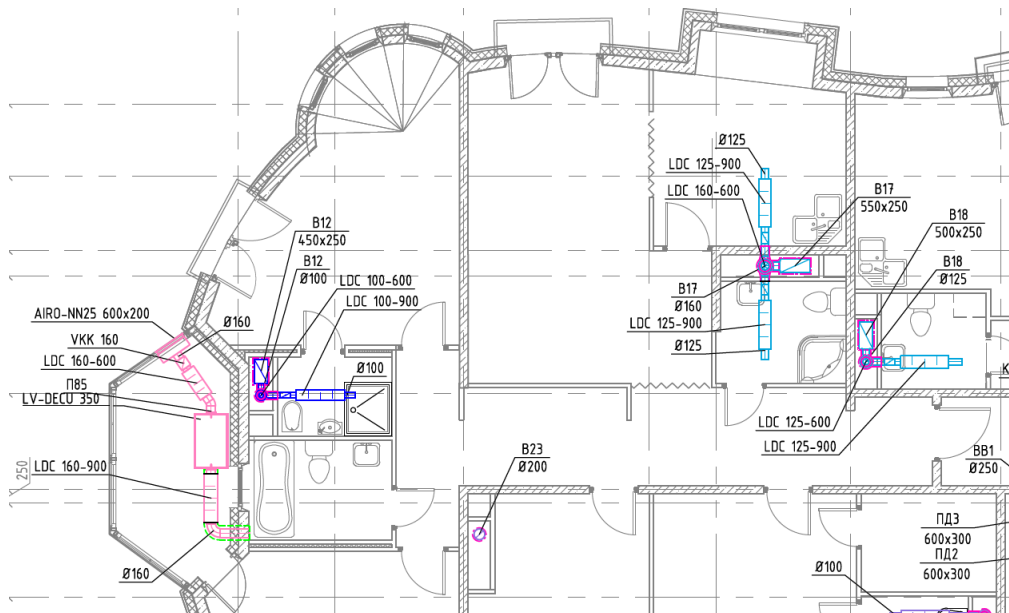 Ø125
LDC 125-900
LDC 160-600
B17
550x250
B18
500x250
B12
450x250
B12
Ø100
LDC 100-600
LDC 100-900
B18
Ø125
B17
Ø160
LDC 125-900
Ø125
AIRO-NN25 600x200
Ø160
VKK 160
LDC 160-600
П85
LV-DECU 350
Ø100
LDC 125-600
LDC 125-900
LDC 160-900
250
B23
Ø200
BB1
Ø250
ПД3
600x300
ПД2
600x300
Ø160
Ø100